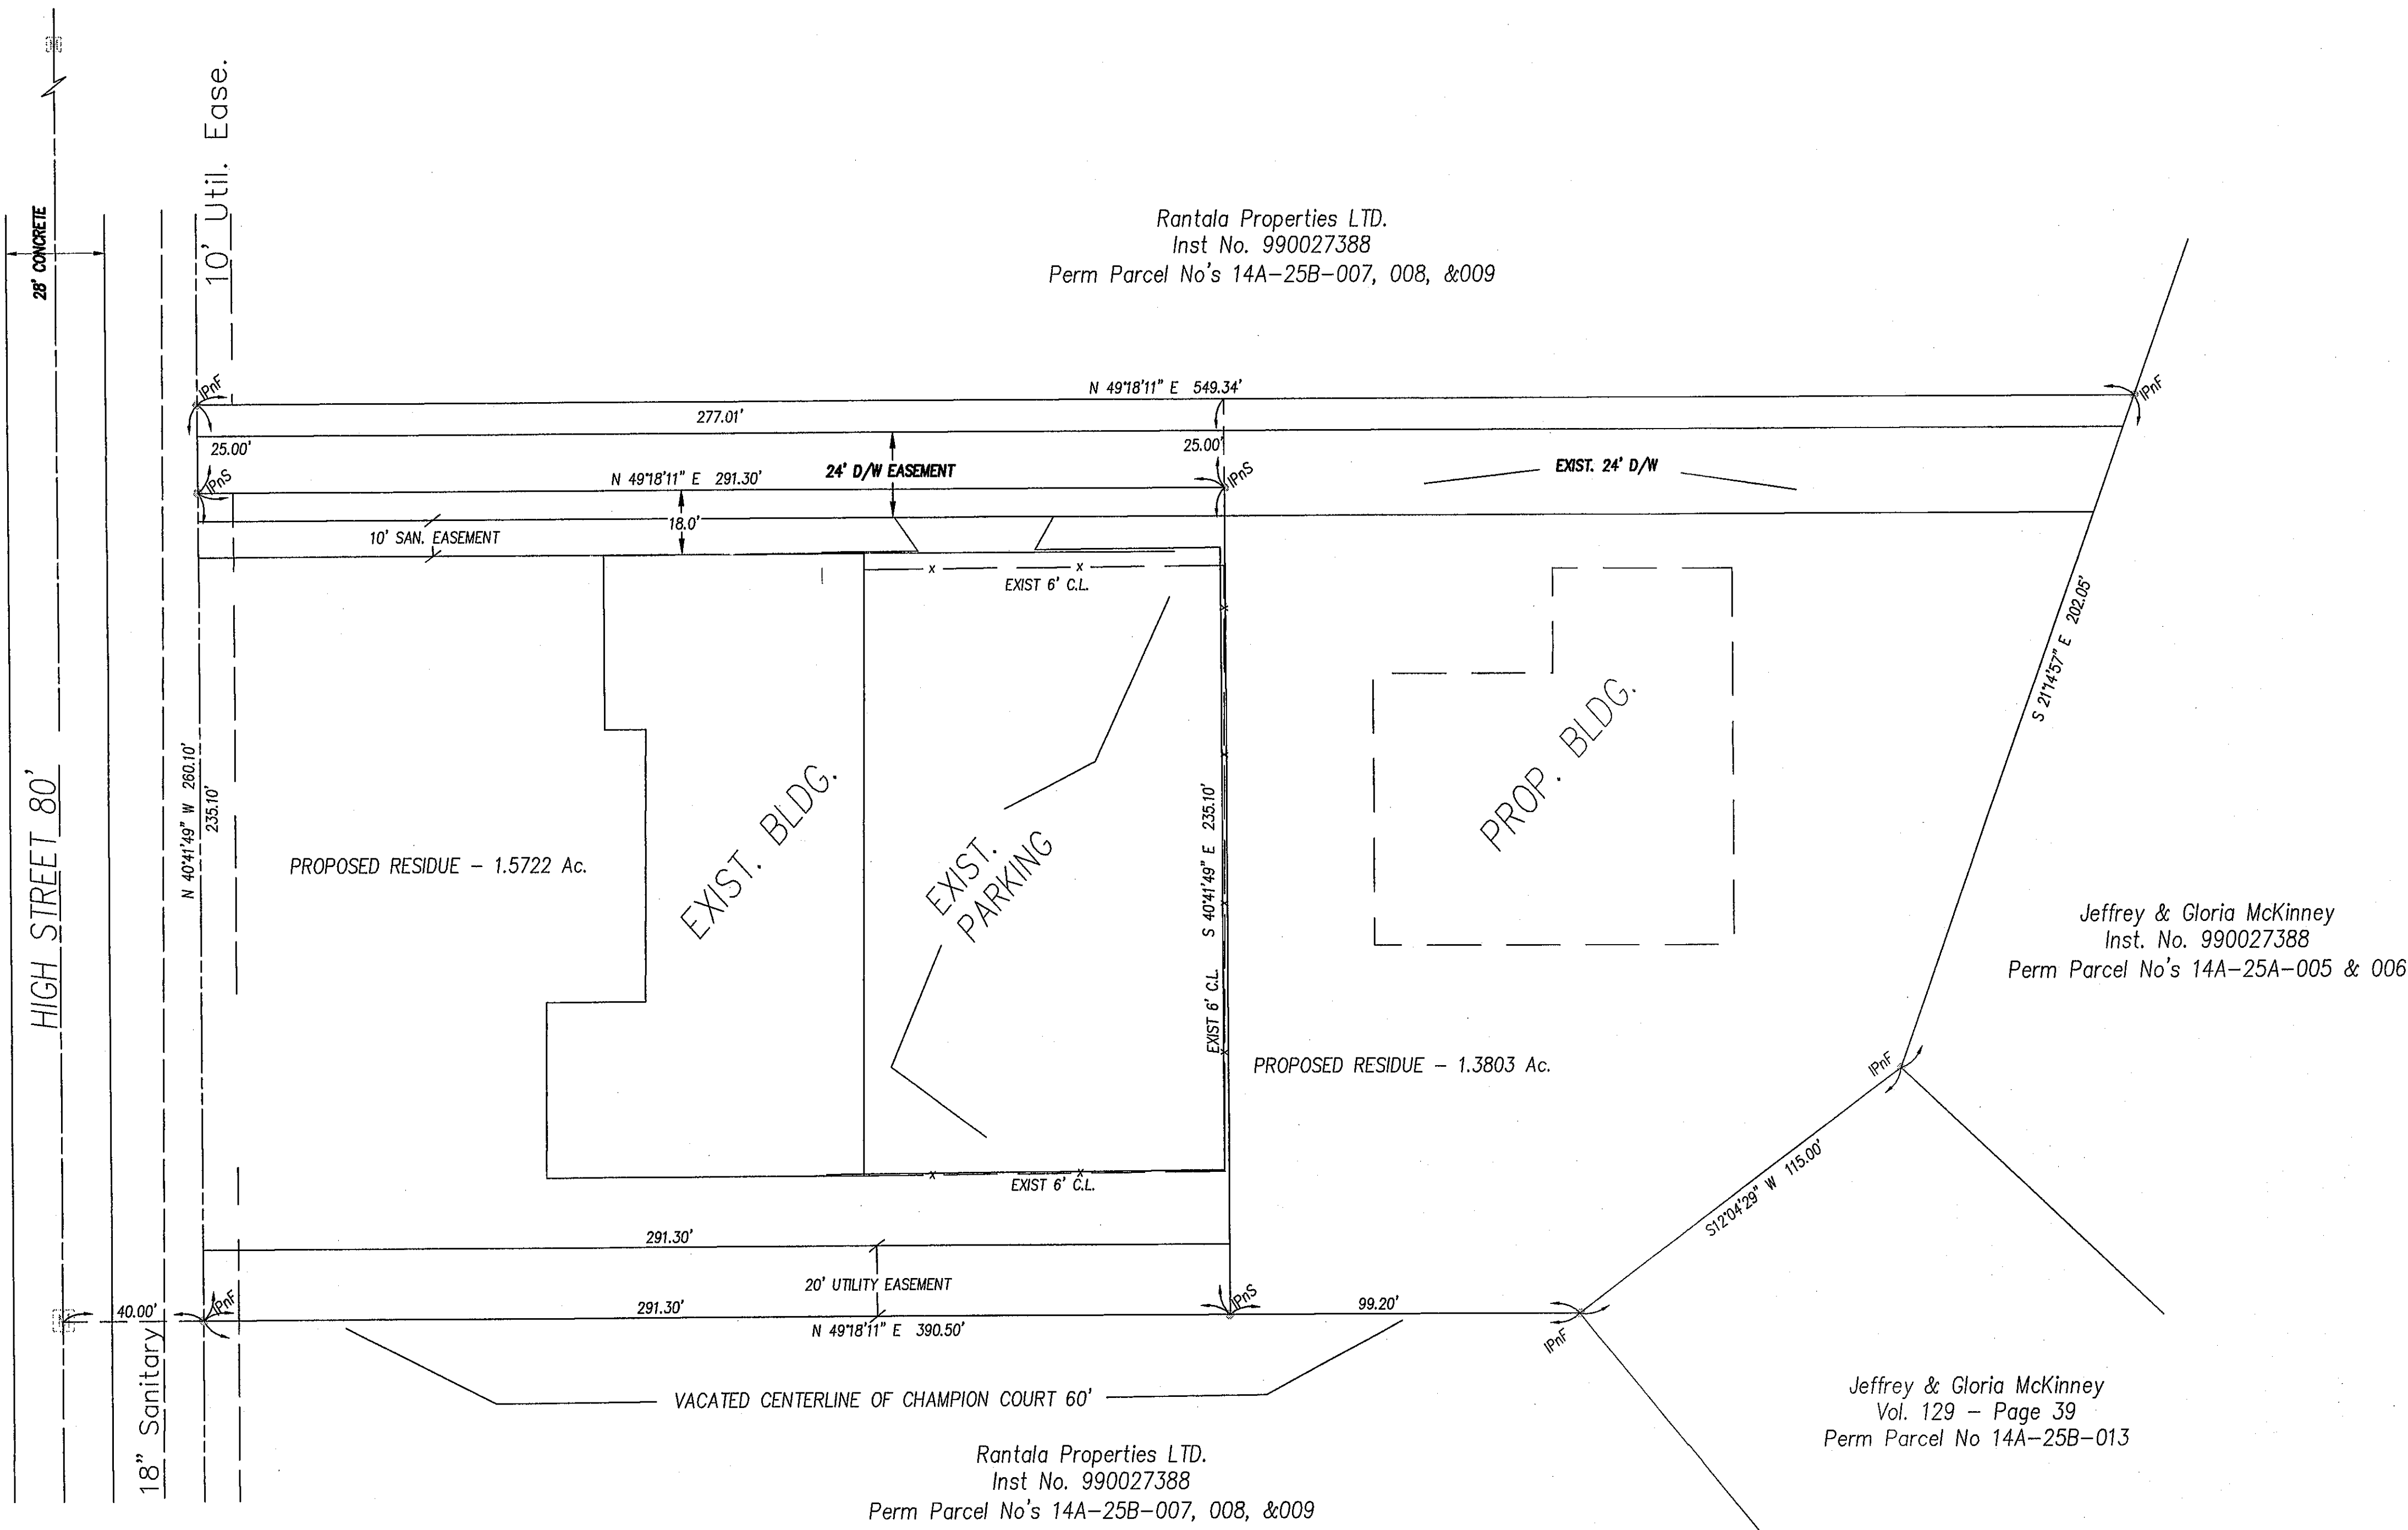 10' Util. Ease.
28' CONCRETE
Rantala Properties LTD.
Inst No. 990027388
Perm Parcel No's 14A-25B-007, 008, &009
IPnF
N 49°18'11" E 549.34'
IPnF
277.01'
25.00'
25.00'
24' D/W EASEMENT
EXIST. 24' D/W
IPnS
N 49°18'11" E 291.30'
IPnS
18.0'
10' SAN. EASEMENT
x
x
EXIST 6' C.L.
S 21°14'57" E 202.05'
HIGH STREET 80'
N 40°41'49" W 260.10'
235.10'
PROPOSED RESIDUE - 1.5722 Ac.
EXIST. BLDG.
EXIST.
PARKING
EXIST 6' C.L. S 40°41'49" E 235.10'
PROP. BLDG.
Jeffrey & Gloria McKinney
Inst. No. 990027388
Perm Parcel No's 14A-25A-005 & 006
PROPOSED RESIDUE - 1.3803 Ac.
IPnF
S12°04'29" W 115.00'
x
x
EXIST 6' C.L.
291.30'
20' UTILITY EASEMENT
40.00'
IPnF
291.30'
IPnS
99.20'
N 49°18'11" E 390.50'
IPnF
18" Sanitary
VACATED CENTERLINE OF CHAMPION COURT 60'
Jeffrey & Gloria McKinney
Vol. 129 - Page 39
Perm Parcel No 14A-25B-013
Rantala Properties LTD.
Inst No. 990027388
Perm Parcel No's 14A-25B-007, 008, &009